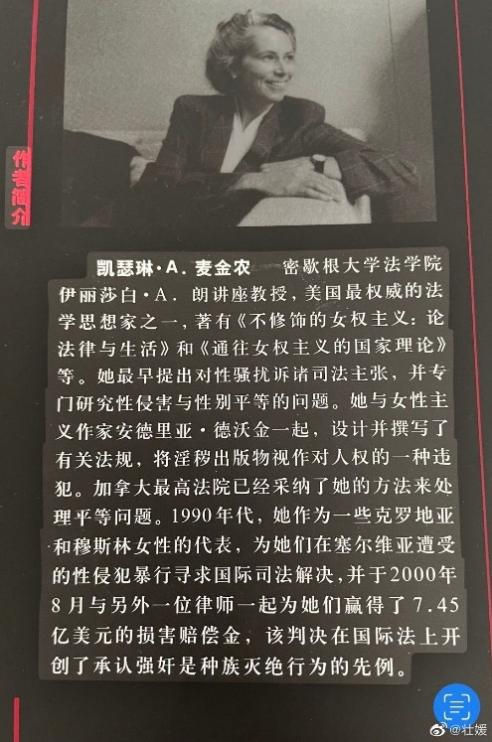 作者简介
凯瑟琳·A. 麦金农 密歇根大学法学院
伊丽莎白·A. 朗讲座教授，美国最权威的法
学思想家之一，著有《不修饰的女权主义：论
法律与生活》和《通往女权主义的国家理论》
等。她最早提出对性骚扰诉诸司法主张，并专
门研究性侵害与性别平等的问题。她与女性主
义作家安德里亚·德沃金一起，设计并撰写了
有关法规，将淫秽出版物视作对人权的一种违
犯。加拿大最高法院已经采纳了她的方法来处
理平等问题。1990年代，她作为一些克罗地亚
和穆斯林女性的代表，为她们在塞尔维亚遭受
的性侵犯暴行寻求国际司法解决，并于2000年
8月与另外一位律师一起为她们赢得了7.45
亿美元的损害赔偿金，该判决在国际法上开
创了承认强奸是种族灭绝行为的先例。
@壮媛